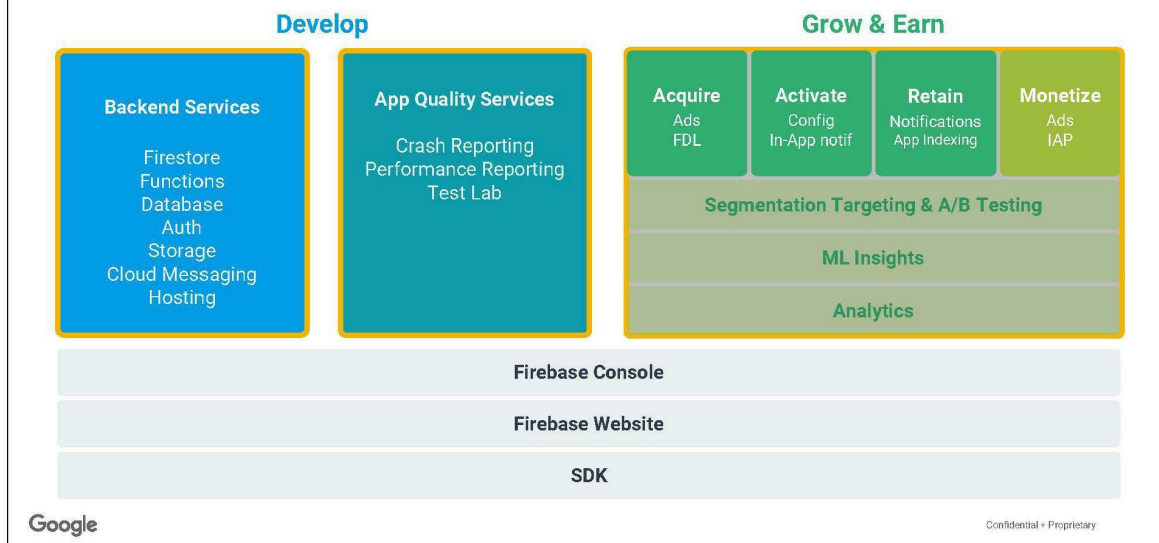 Develop
Grow & Earn
Backend Services
Firestore
Functions
Database
Auth
Storage
Cloud Messaging
Hosting
App Quality Services
Crash Reporting
Performance Reporting
Test Lab
Acquire
Ads
FDL
Activate
Config
In-App notif
Retain
Notifications
App Indexing
Monetize
Ads
IAP
Segmentation Targeting & A/B Testing
ML Insights
Analytics
Firebase Console
Firebase Website
SDK
Google
Confidential + Proprietary